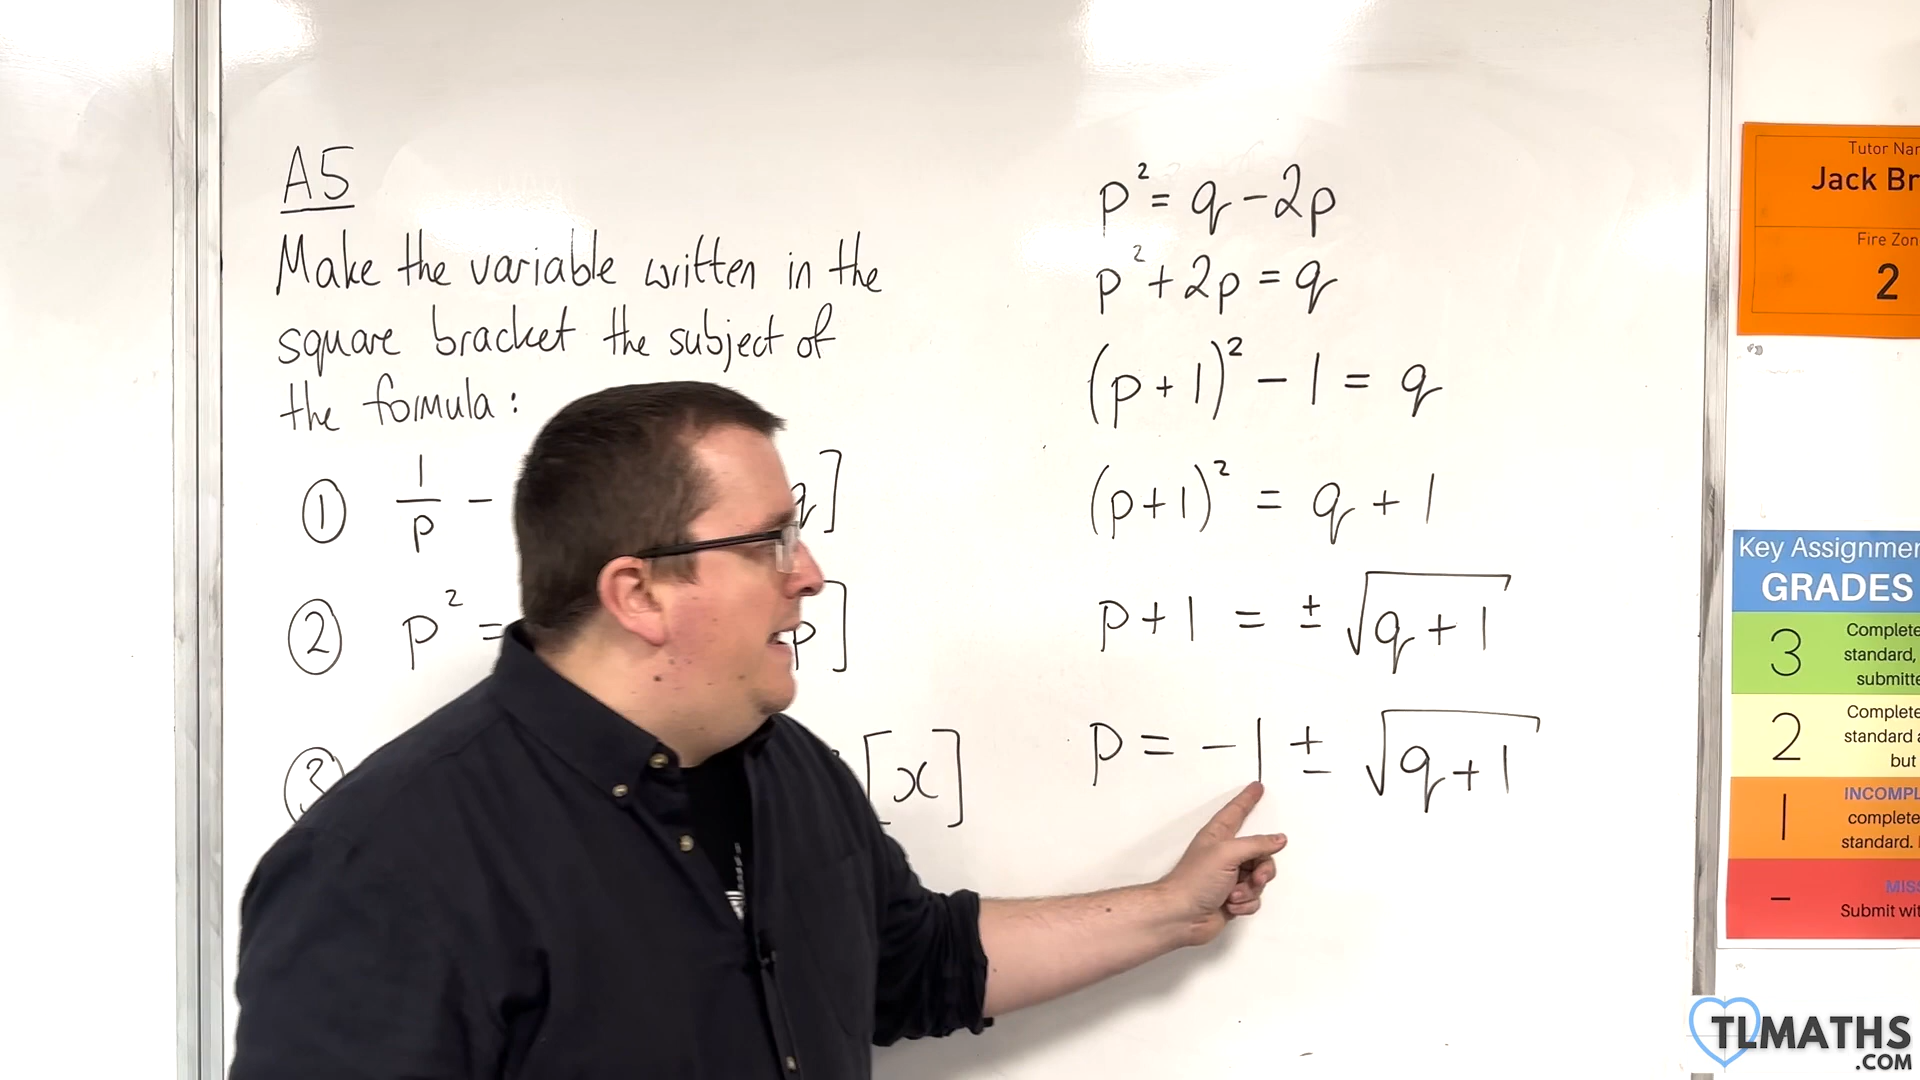 A5
Make the variable written in the
square bracket the subject of
the formula:
① 1/p - q]
② p² = p]
③ [x]
p² = q - 2p
p² + 2p = q
(p+1)² - 1 = q
(p+1)² = q + 1
p + 1 = ± √(q + 1)
p = -1 ± √(q + 1)
Tutor Nar
Jack Br
Fire Zon
2
Key Assignmer
GRADES
3
Complete
standard,
submitte
2
Complete
standard a
but
1
INCOMPL
complete
standard.
-
MISS
Submit wit
TLMATHS
.COM